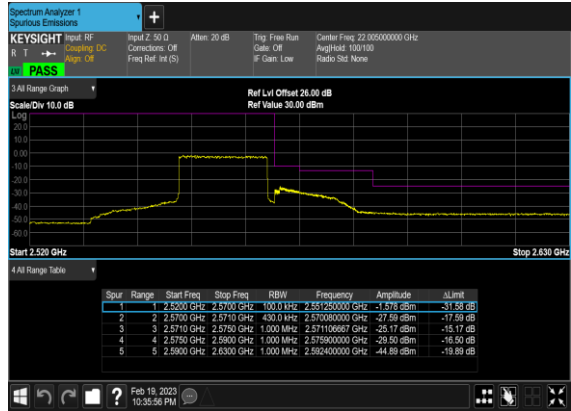 Spectrum Analyzer 1
Spurious Emissions
KEYSIGHT Input: RF Input Z: 50 Ω Atten: 20 dB Trig: Free Run Center Freq: 22.005000000 GHz
R T Coupling: DC Corrections: Off Gate: Off Avg|Hold: 100/100
Align: Off Freq Ref: Int (S) IF Gain: Low Radio Std: None
PASS
3 All Range Graph
Ref Lvl Offset 26.00 dB
Scale/Div 10.0 dB Ref Value 30.00 dBm
Log
20.0
10.0
0.00
-10.0
-20.0
-30.0
-40.0
-50.0
-60.0
Start 2.520 GHz Stop 2.630 GHz
4 All Range Table
Spur Range Start Freq Stop Freq RBW Frequency Amplitude ΔLimit
1 1 2.5200 GHz 2.5700 GHz 100.0 kHz 2.551250000 GHz -1.578 dBm -31.58 dB
2 2 2.5700 GHz 2.5710 GHz 430.0 kHz 2.570080000 GHz -27.59 dBm -17.59 dB
3 3 2.5710 GHz 2.5750 GHz 1.000 MHz 2.571106667 GHz -25.17 dBm -15.17 dB
4 4 2.5750 GHz 2.5900 GHz 1.000 MHz 2.575900000 GHz -29.50 dBm -16.50 dB
5 5 2.5900 GHz 2.6300 GHz 1.000 MHz 2.592400000 GHz -44.89 dBm -19.89 dB
Feb 19, 2023
10:35:56 PM